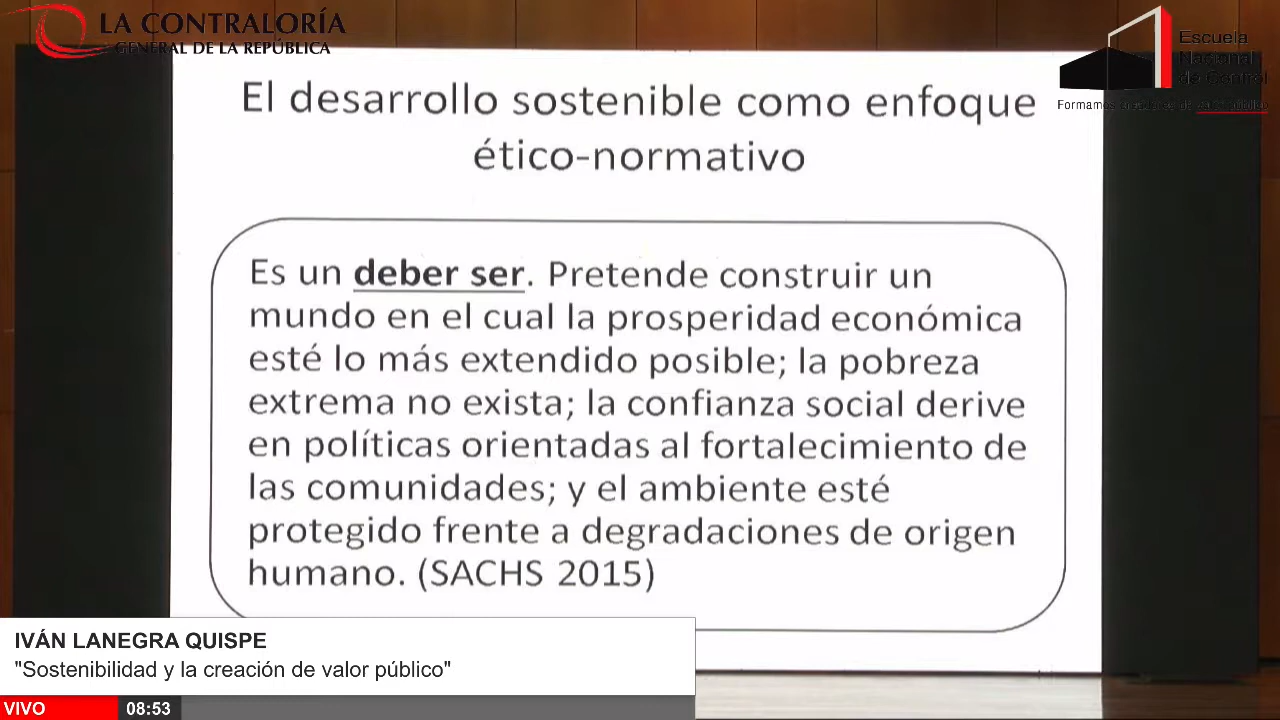 LA CONTRALORÍA
GENERAL DE LA REPÚBLICA
Escuela
Nacional
de Control
El desarrollo sostenible como enfoque
ético-normativo
Es un deber ser. Pretende construir un
mundo en el cual la prosperidad económica
esté lo más extendido posible; la pobreza
extrema no exista; la confianza social derive
en políticas orientadas al fortalecimiento de
las comunidades; y el ambiente esté
protegido frente a degradaciones de origen
humano. (SACHS 2015)
IVÁN LANEGRA QUISPE
"Sostenibilidad y la creación de valor público"
VIVO 08:53